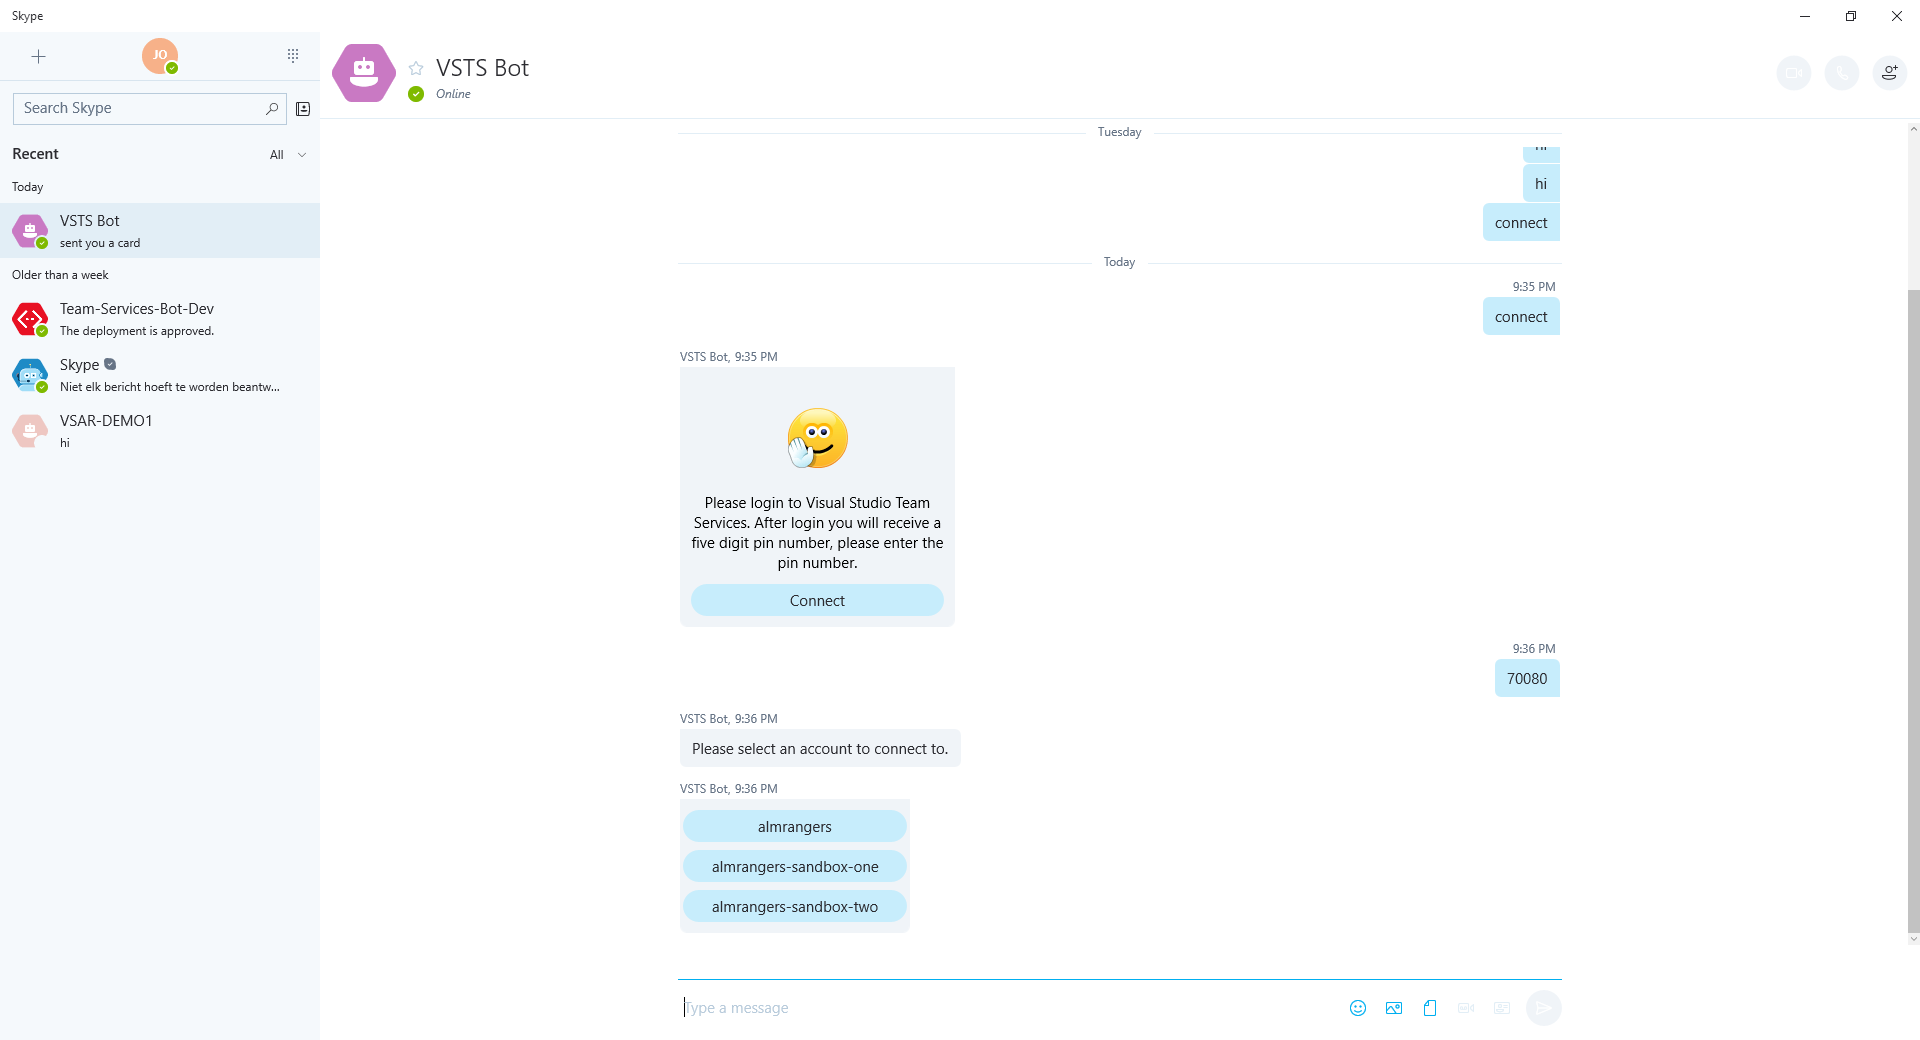 Skype
JO
Search Skype
Recent
All
Today
VSTS Bot
sent you a card
Older than a week
Team-Services-Bot-Dev
The deployment is approved.
Skype
Niet elk bericht hoeft te worden beantw...
VSAR-DEMO1
hi
VSTS Bot
Online
Tuesday
hi
hi
connect
Today
9:35 PM
connect
VSTS Bot, 9:35 PM
Please login to Visual Studio Team
Services. After login you will receive a
five digit pin number, please enter the
pin number.
Connect
9:36 PM
70080
VSTS Bot, 9:36 PM
Please select an account to connect to.
VSTS Bot, 9:36 PM
almrangers
almrangers-sandbox-one
almrangers-sandbox-two
Type a message